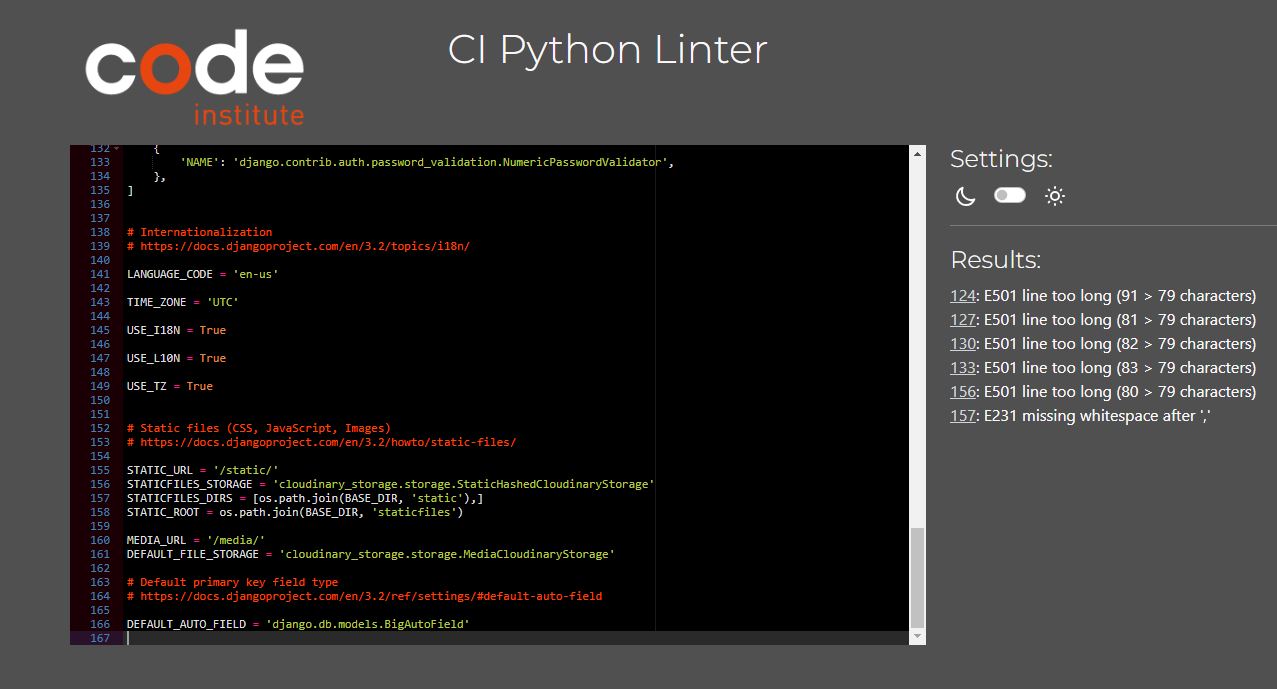 code
institute
CI Python Linter
132 {
133 'NAME': 'django.contrib.auth.password_validation.NumericPasswordValidator',
134 },
135 ]
136
137
138 # Internationalization
139 # https://docs.djangoproject.com/en/3.2/topics/i18n/
140
141 LANGUAGE_CODE = 'en-us'
142
143 TIME_ZONE = 'UTC'
144
145 USE_I18N = True
146
147 USE_L10N = True
148
149 USE_TZ = True
150
151
152 # Static files (CSS, JavaScript, Images)
153 # https://docs.djangoproject.com/en/3.2/howto/static-files/
154
155 STATIC_URL = '/static/'
156 STATICFILES_STORAGE = 'cloudinary_storage.storage.StaticHashedCloudinaryStorage'
157 STATICFILES_DIRS = [os.path.join(BASE_DIR, 'static'),]
158 STATIC_ROOT = os.path.join(BASE_DIR, 'staticfiles')
159
160 MEDIA_URL = '/media/'
161 DEFAULT_FILE_STORAGE = 'cloudinary_storage.storage.MediaCloudinaryStorage'
162
163 # Default primary key field type
164 # https://docs.djangoproject.com/en/3.2/ref/settings/#default-auto-field
165
166 DEFAULT_AUTO_FIELD = 'django.db.models.BigAutoField'
167
Settings:
Results:
124: E501 line too long (91 > 79 characters)
127: E501 line too long (81 > 79 characters)
130: E501 line too long (82 > 79 characters)
133: E501 line too long (83 > 79 characters)
156: E501 line too long (80 > 79 characters)
157: E231 missing whitespace after ','